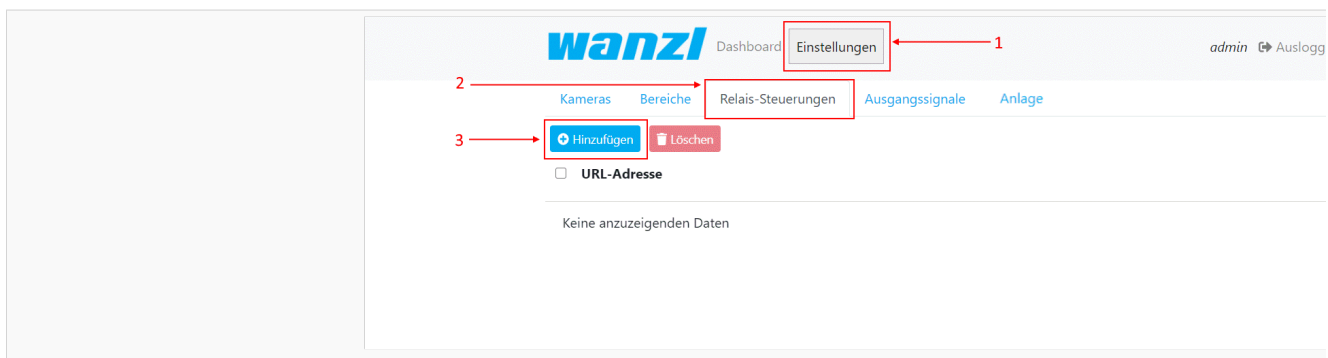 wanzl Dashboard Einstellungen 1 admin Auslogg
2
Kameras Bereiche Relais-Steuerungen Ausgangssignale Anlage
3 Hinzufügen Löschen
URL-Adresse
Keine anzuzeigenden Daten